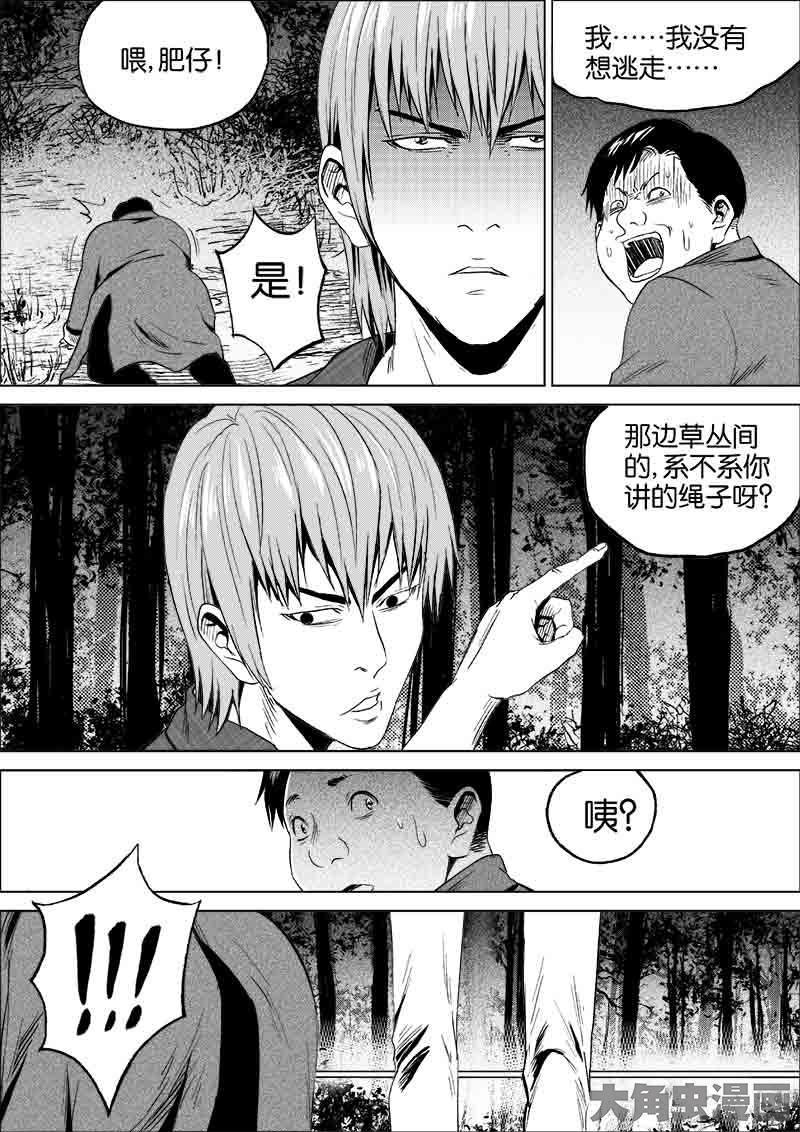 喂,肥仔!
是!
我……我没有
想逃走……
那边草丛间
的,系不系你
讲的绳子呀?
咦?
!!!
大角虫漫画